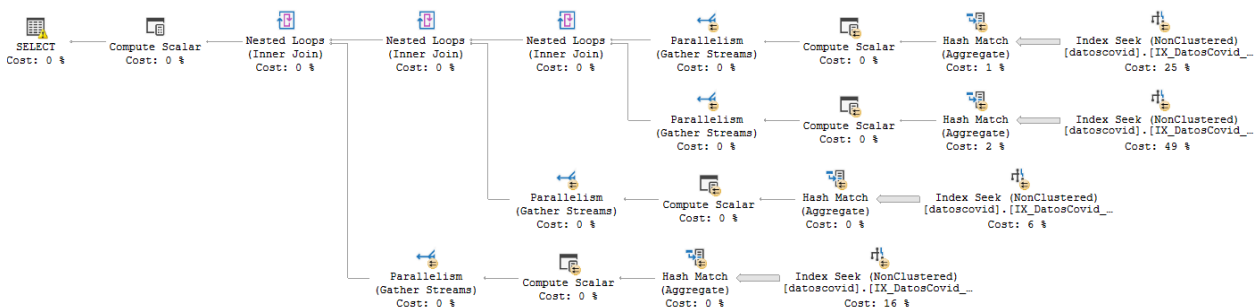 SELECT
Cost: 0 %
Compute Scalar
Cost: 0 %
Nested Loops
(Inner Join)
Cost: 0 %
Nested Loops
(Inner Join)
Cost: 0 %
Nested Loops
(Inner Join)
Cost: 0 %
Parallelism
(Gather Streams)
Cost: 0 %
Compute Scalar
Cost: 0 %
Hash Match
(Aggregate)
Cost: 1 %
Index Seek (NonClustered)
[datoscovid].[IX_DatosCovid_…
Cost: 25 %
Parallelism
(Gather Streams)
Cost: 0 %
Compute Scalar
Cost: 0 %
Hash Match
(Aggregate)
Cost: 2 %
Index Seek (NonClustered)
[datoscovid].[IX_DatosCovid_…
Cost: 49 %
Parallelism
(Gather Streams)
Cost: 0 %
Compute Scalar
Cost: 0 %
Hash Match
(Aggregate)
Cost: 0 %
Index Seek (NonClustered)
[datoscovid].[IX_DatosCovid_…
Cost: 6 %
Parallelism
(Gather Streams)
Cost: 0 %
Compute Scalar
Cost: 0 %
Hash Match
(Aggregate)
Cost: 0 %
Index Seek (NonClustered)
[datoscovid].[IX_DatosCovid_…
Cost: 16 %